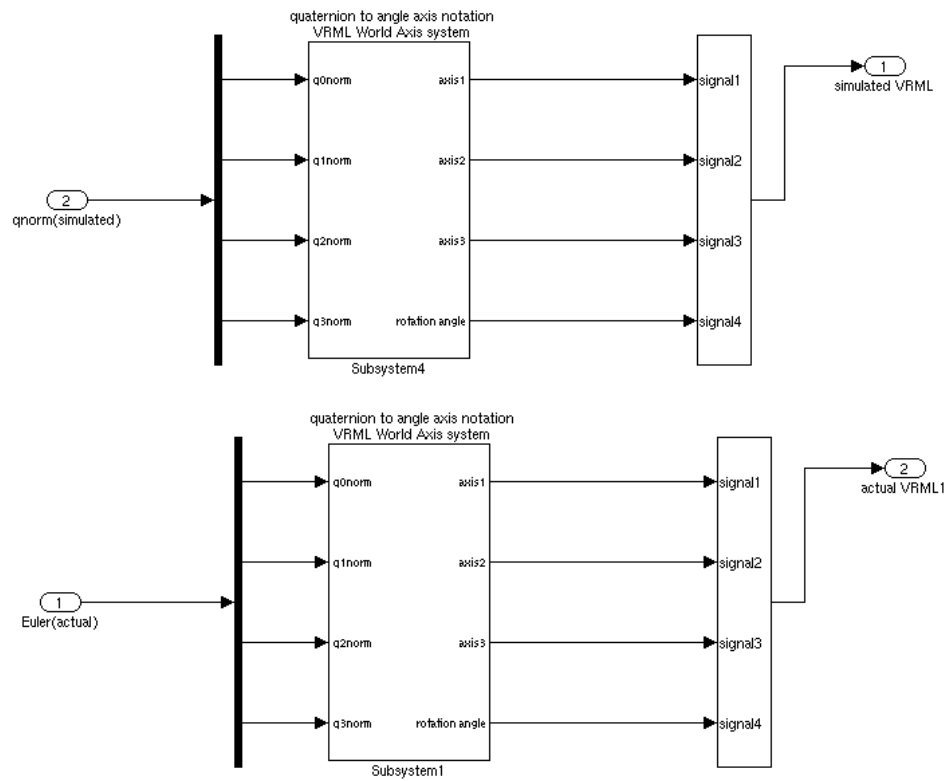 quaternion to angle axis notation
VRML World Axis system
q0norm axis1 signal1
1
simulated VRML
q1norm axis2 signal2
2
qnorm(simulated)
q2norm axis3 signal3
q3norm rotation angle signal4
Subsystem4
quaternion to angle axis notation
VRML World Axis system
q0norm axis1 signal1
2
actual VRML1
q1norm axis2 signal2
1
Euler(actual)
q2norm axis3 signal3
q3norm rotation angle signal4
Subsystem1